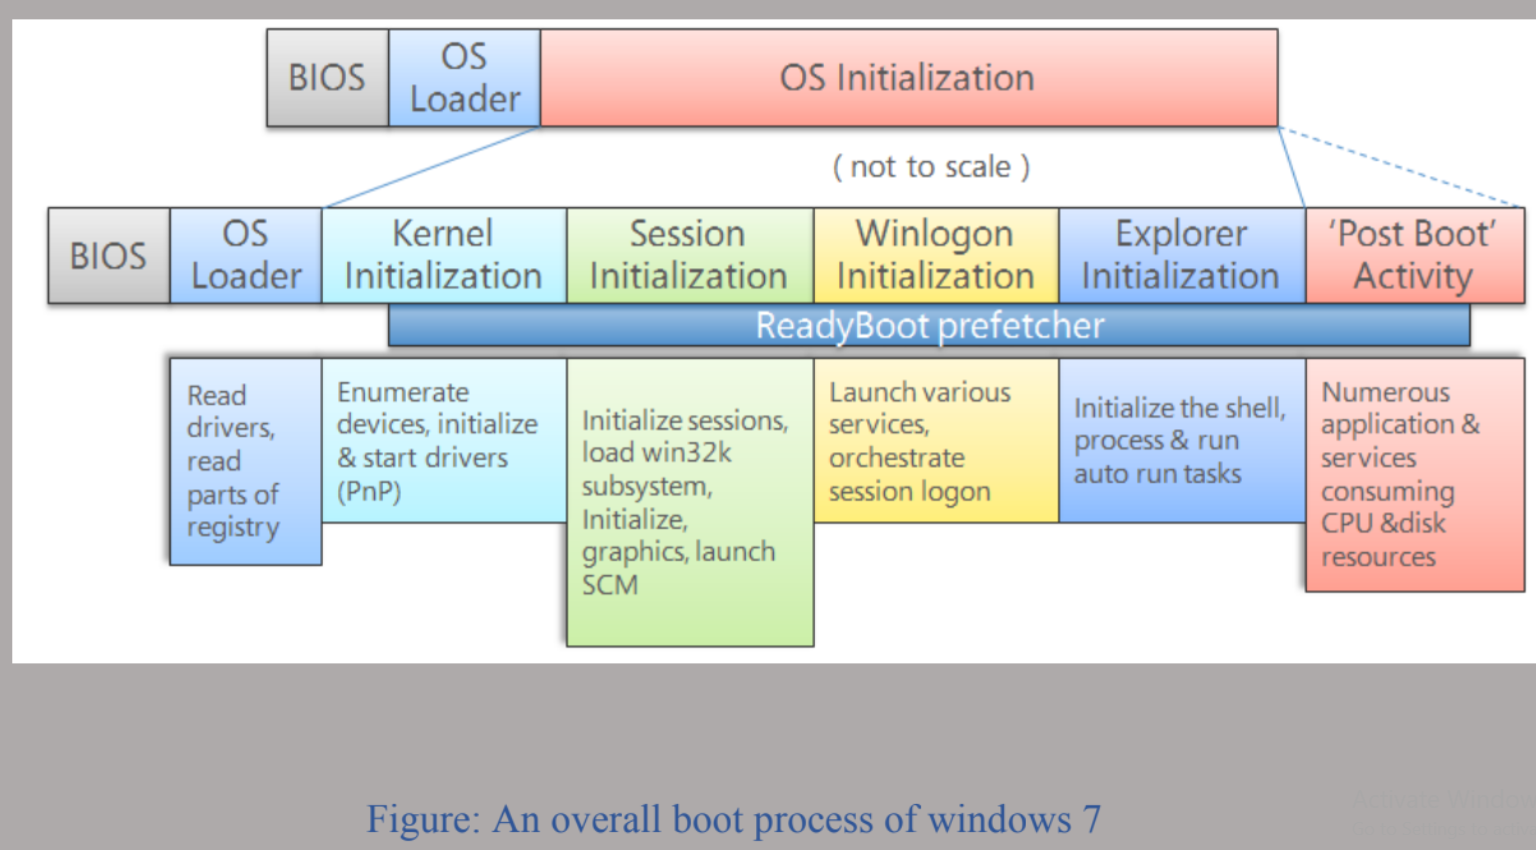 BIOS
OS
Loader
OS Initialization
( not to scale )
BIOS
OS
Loader
Kernel
Initialization
Session
Initialization
Winlogon
Initialization
Explorer
Initialization
'Post Boot'
Activity
ReadyBoot prefetcher
Read
drivers,
read
parts of
registry
Enumerate
devices, initialize
& start drivers
(PnP)
Initialize sessions,
load win32k
subsystem,
Initialize,
graphics, launch
SCM
Launch various
services,
orchestrate
session logon
Initialize the shell,
process & run
auto run tasks
Numerous
application &
services
consuming
CPU &disk
resources
Figure: An overall boot process of windows 7
Activate Window